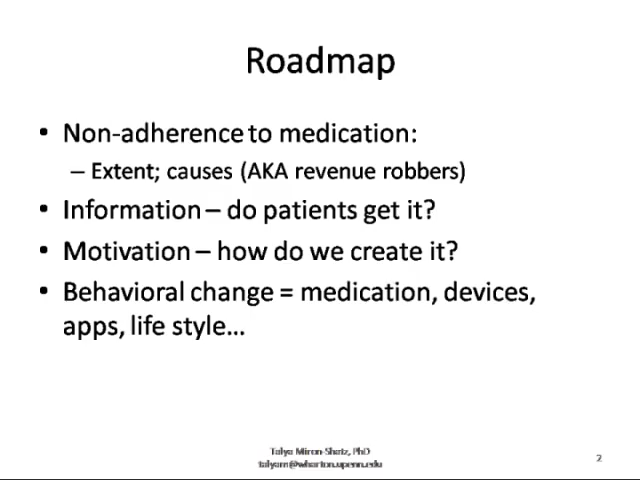 Roadmap
• Non-adherence to medication:
– Extent; causes (AKA revenue robbers)
• Information – do patients get it?
• Motivation – how do we create it?
• Behavioral change = medication, devices,
apps, life style…
Talya Miron-Shatz, PhD
talyam@wharton.upenn.edu
2